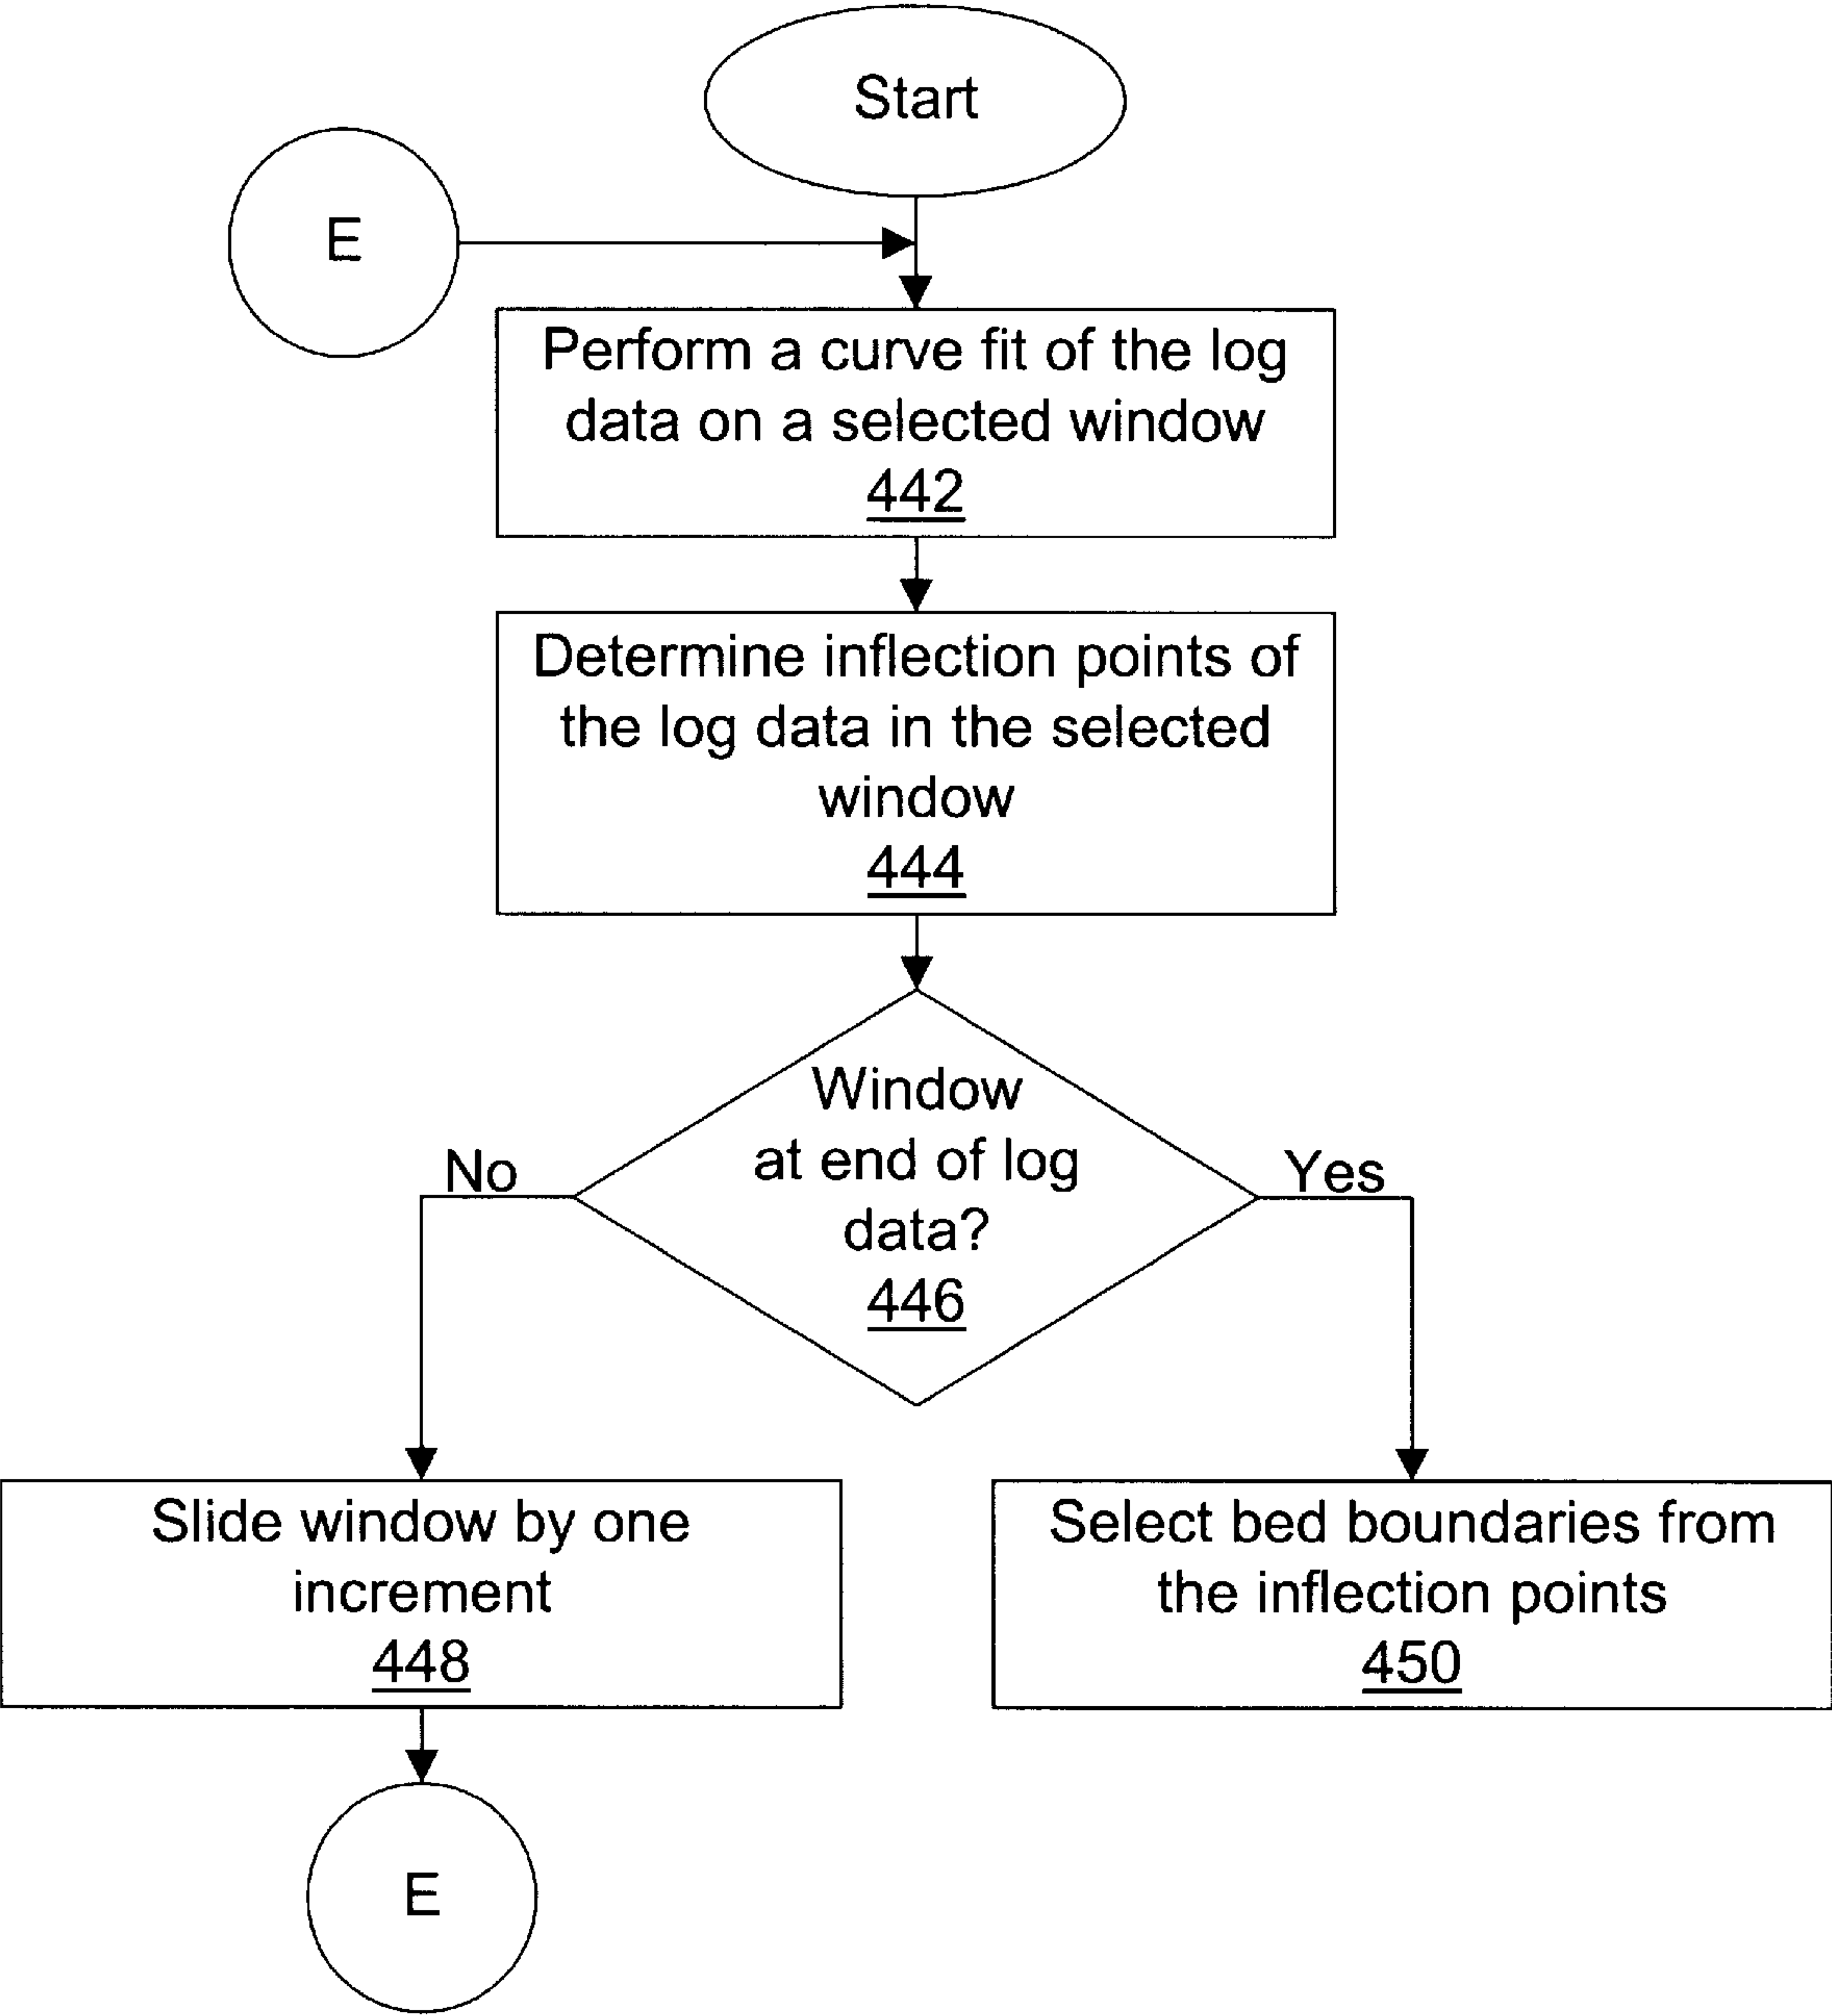 Start
E
Perform a curve fit of the log
data on a selected window
442
Determine inflection points of
the log data in the selected
window
444
Window
at end of log
data?
446
No
Yes
Slide window by one
increment
448
Select bed boundaries from
the inflection points
450
E